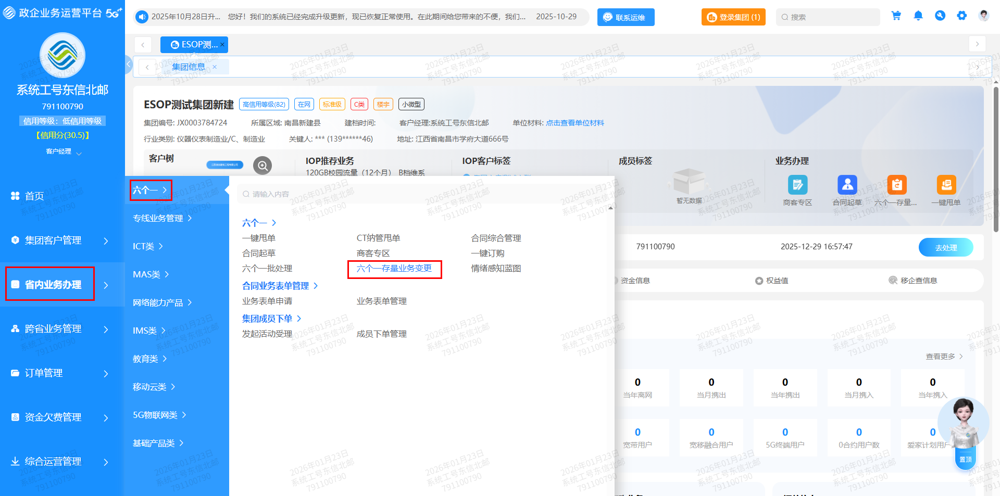 政企业务运营平台 5G++
2025年10月28日升... 您好！我们的系统已经完成升级更新，现已恢复正常使用。在此期间给您带来的不便，我们... 2025-10-29
联系运维
登录集团 (1)
搜索
ESOP测... ×
集团信息 ×
系统工号东信北邮
791100790
信用等级：低信用等级
【信用分(30.5)】
客户经理
首页
集团客户管理
省内业务办理
跨省业务管理
订单管理
资金欠费管理
综合运营管理
ESOP测试集团新建 高信用等级(82) 在网 标准级 C类 楼宇 小微型
集团编号: JX0003784724 所属区域: 南昌新建县 建档时间: 客户经理:系统工号东信北邮 单位材料: 点击查看单位材料
行业类别: 仪器仪表制造业/C、制造业 关键人: *** (139******46) 地址: 江西省南昌市学府大道666号
客户树
IOP推荐业务
120GB校园流量（12个月） B档维系
IOP客户标签
成员标签
暂无数据
业务办理
商客专区
合同起草
六个一存量...
一键甩单
六个一
专线业务管理
ICT类
MAS类
网络能力产品
IMS类
教育类
移动云类
5G物联网类
基础产品类
请输入内容
六个一
一键甩单 CT纳管甩单 合同综合管理
合同起草 商客专区 一键订购
六个一批处理 六个一存量业务变更 情绪感知蓝图
合同业务表单管理
业务表单申请 业务表单管理
集团成员下单
发起活动受理 成员下单管理
791100790 2025-12-29 16:57:47 去处理
资金信息 权益值 移企查信息
查看更多
0 0 0 0 0
当年离网 当月携出 当年携出 当月携入 当年携入
0 0 0 0 0
宽带用户 宽移融合用户 5G终端用户 0合约用户数 爱家计划用户
置顶
2026年01月23日
系统工号东信北邮
791100790